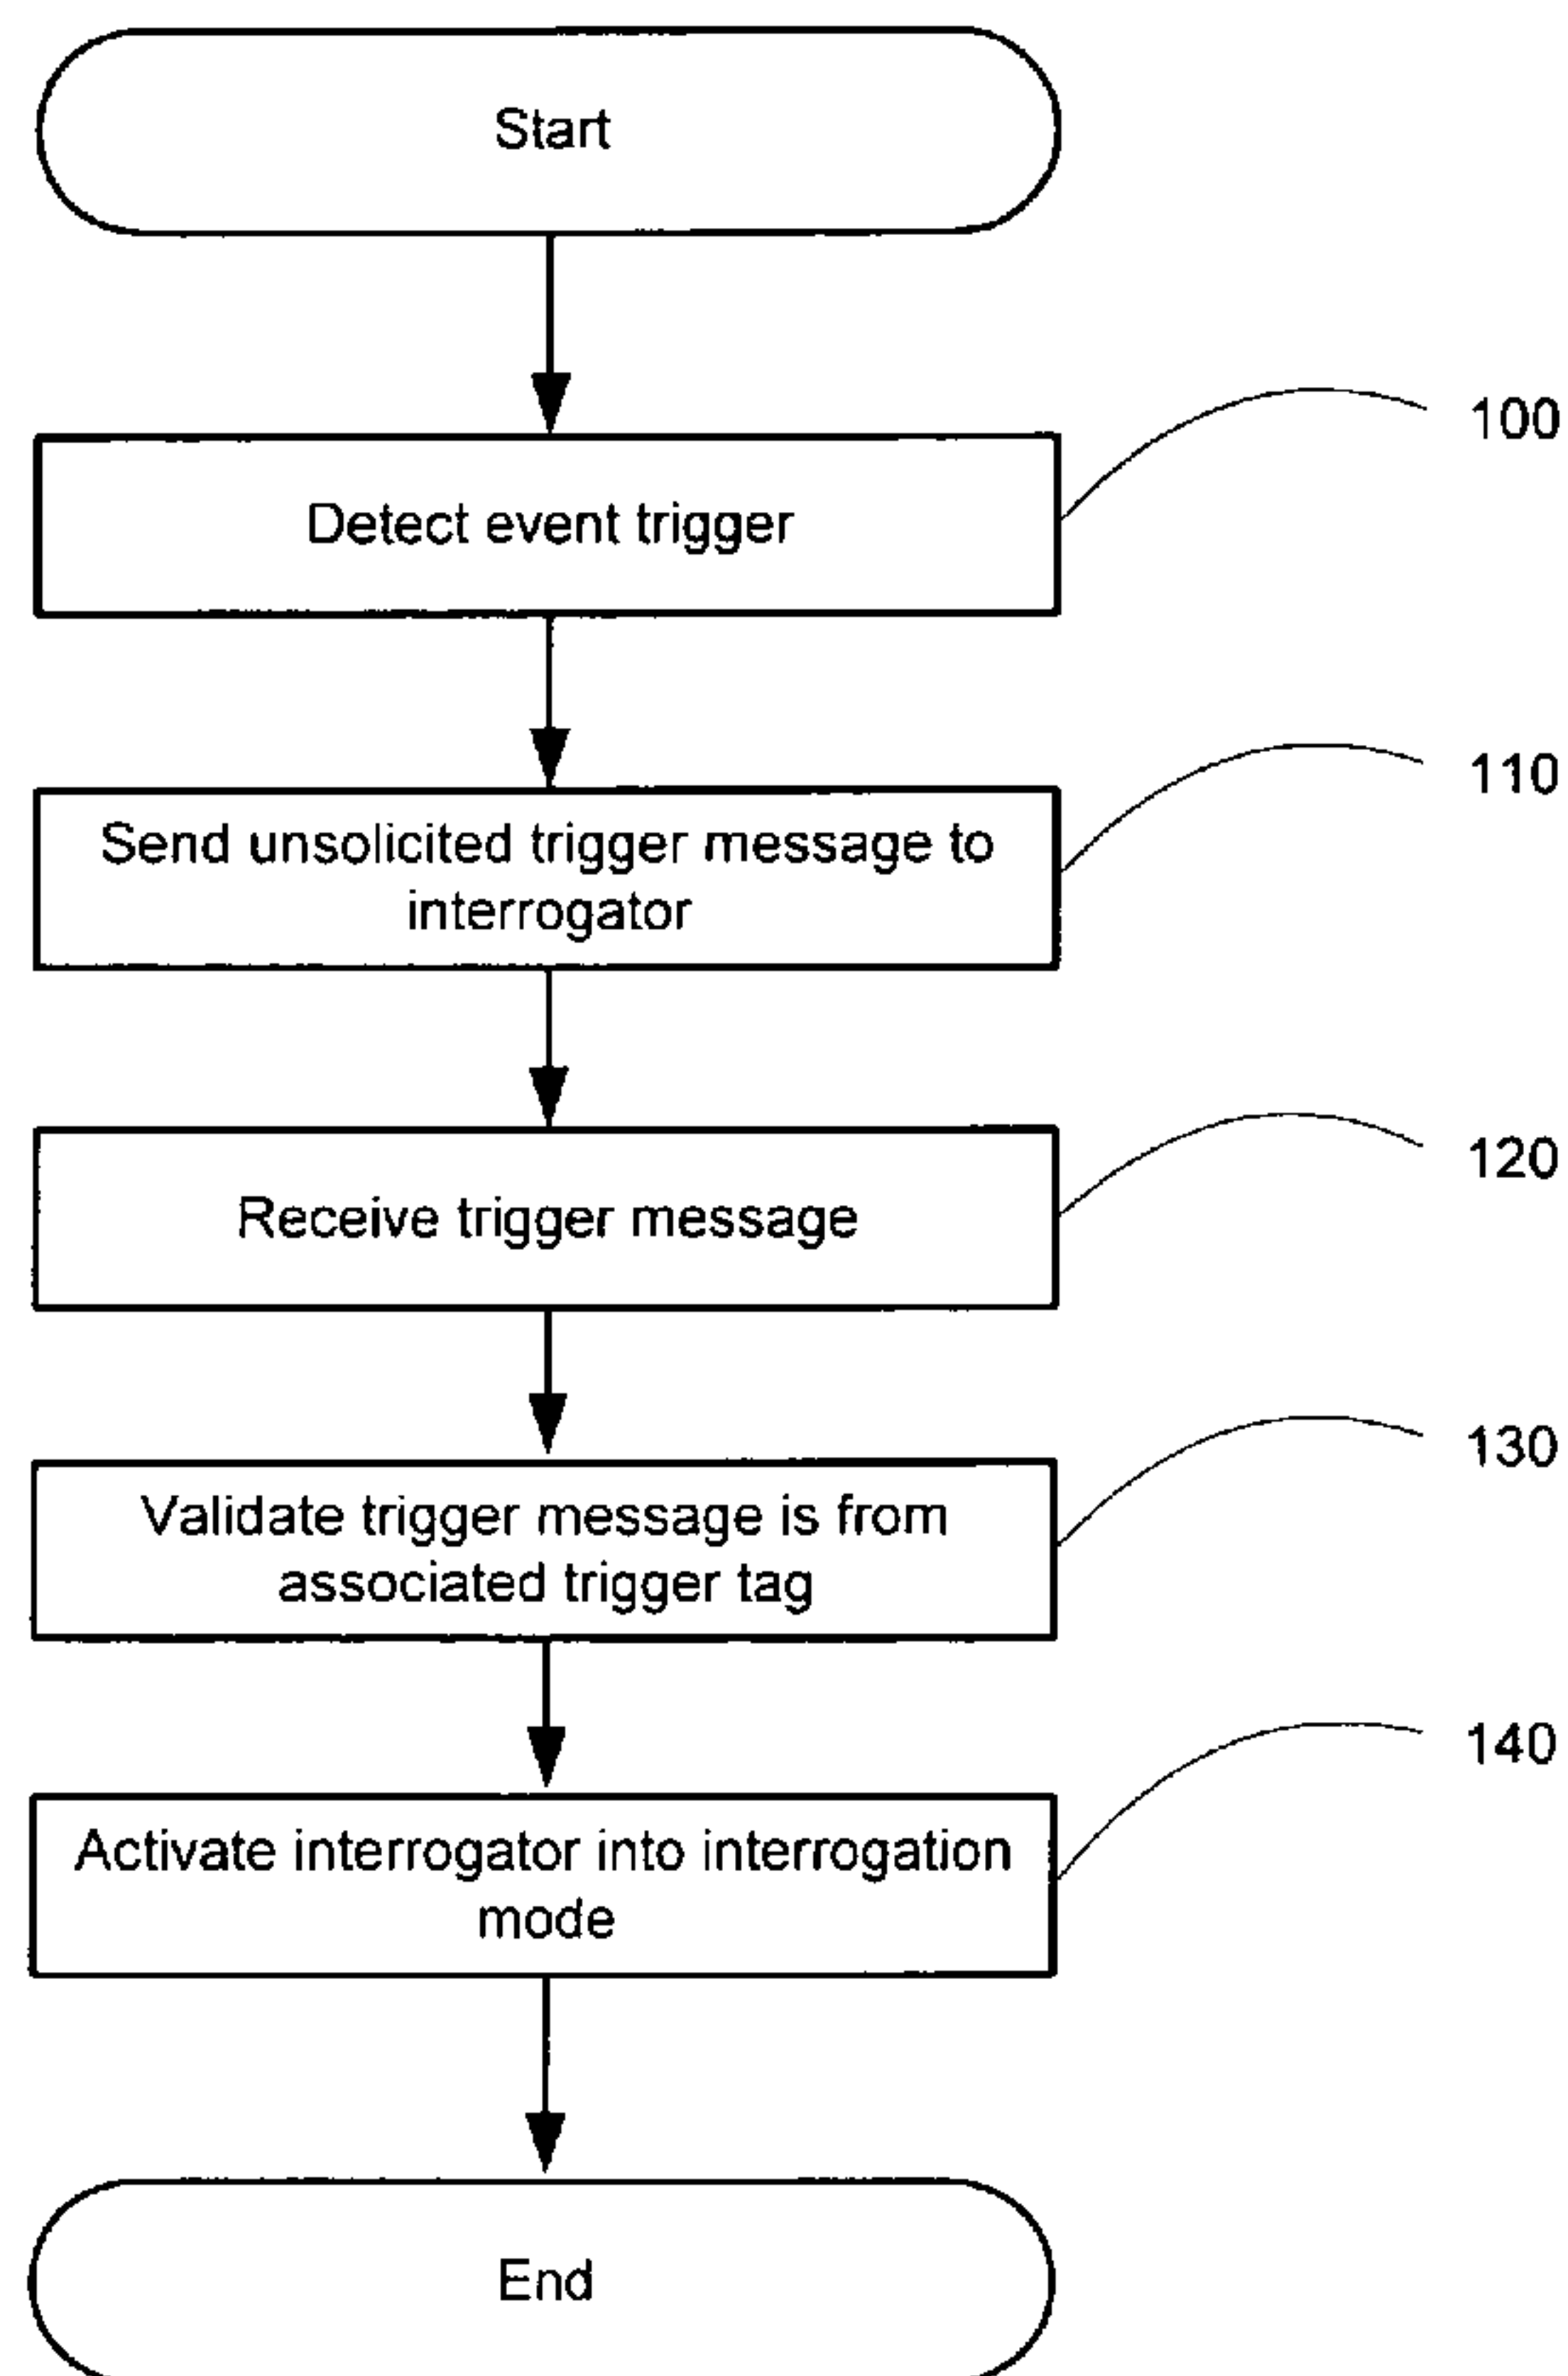 Start
100
Detect event trigger
110
Send unsolicited trigger message to
interrogator
120
Receive trigger message
130
Validate trigger message is from
associated trigger tag
140
Activate interrogator into interrogation
mode
End